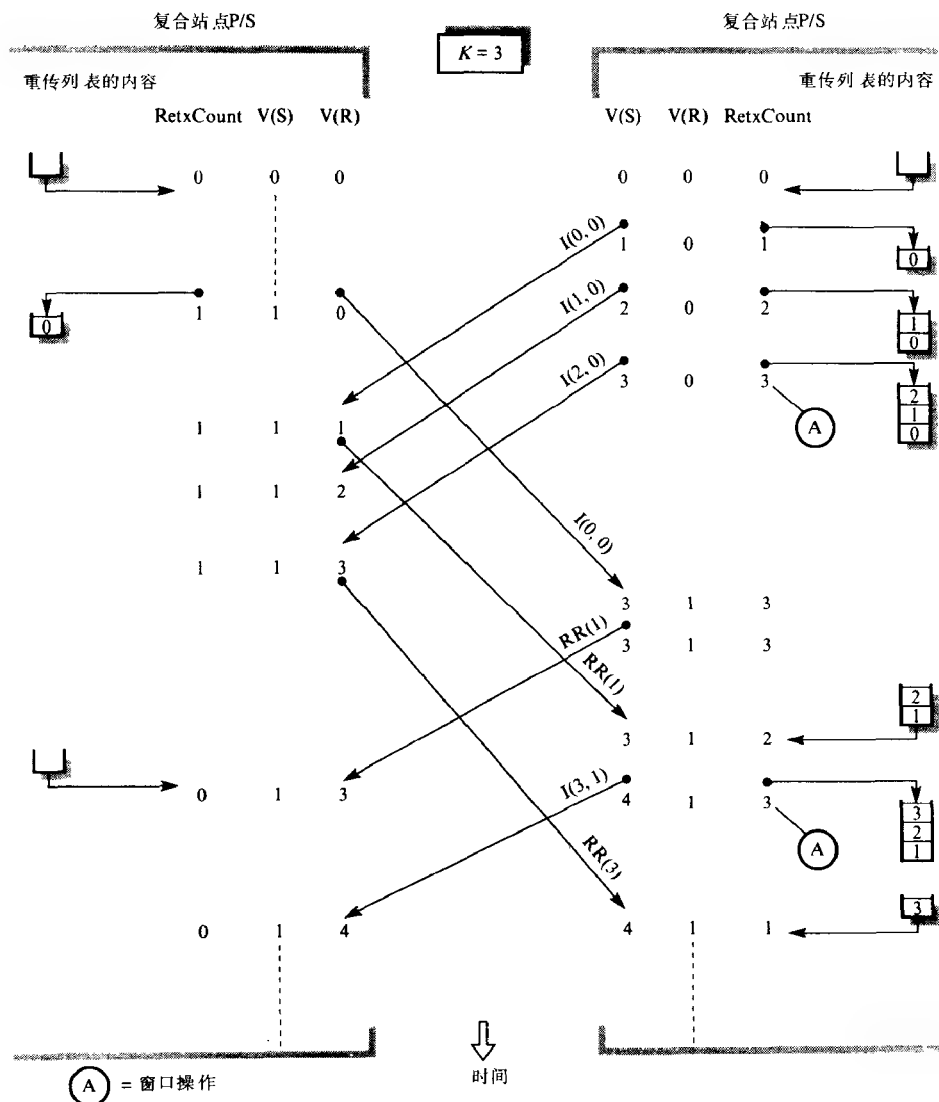 复合站点P/S
复合站点P/S
K = 3
重传列表的内容
重传列表的内容
RetxCount V(S) V(R)
V(S) V(R) RetxCount
0 0 0
0 0 0
I(0, 0)
1 0 1
0
I(1, 0)
0
1 1 0
2 0 2
1
0
I(2, 0)
3 0 3
2
1
0
A
1 1 1
1 1 2
I(0, 0)
1 1 3
3 1 3
RR(1)
3 1 3
RR(1)
2
1
3 1 2
I(3, 1)
0 1 3
4 1 3
3
2
1
A
RR(3)
3
0 1 4
4 1 1
时间
A = 窗口操作